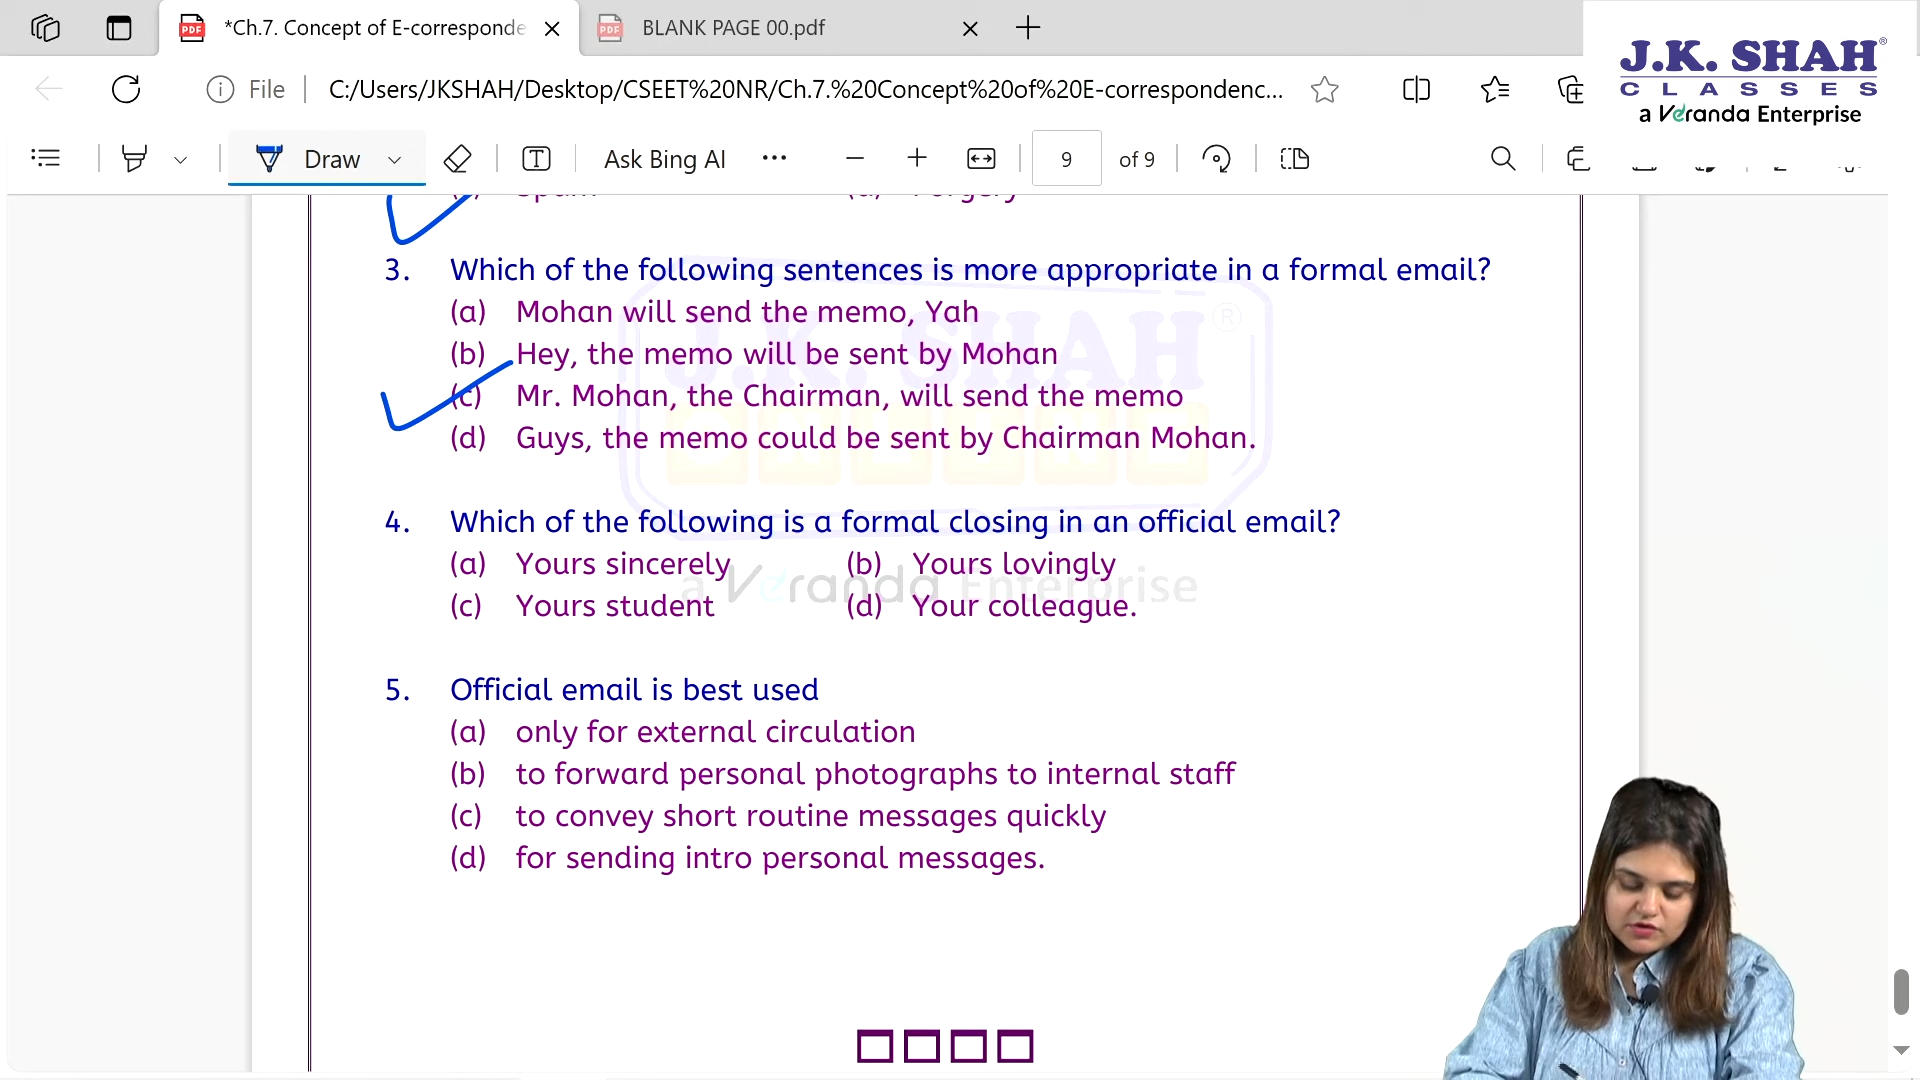 *Ch.7. Concept of E-corresponde
BLANK PAGE 00.pdf
J.K. SHAH®
CLASSES
a Veranda Enterprise
File
C:/Users/JKSHAH/Desktop/CSEET%20NR/Ch.7.%20Concept%20of%20E-correspondenc...
Draw
Ask Bing AI
9
of 9
3. Which of the following sentences is more appropriate in a formal email?
(a) Mohan will send the memo, Yah
(b) Hey, the memo will be sent by Mohan
(c) Mr. Mohan, the Chairman, will send the memo
(d) Guys, the memo could be sent by Chairman Mohan.
4. Which of the following is a formal closing in an official email?
(a) Yours sincerely (b) Yours lovingly
(c) Yours student (d) Your colleague.
5. Official email is best used
(a) only for external circulation
(b) to forward personal photographs to internal staff
(c) to convey short routine messages quickly
(d) for sending intro personal messages.
J.K. SHAH®
a Veranda Enterprise